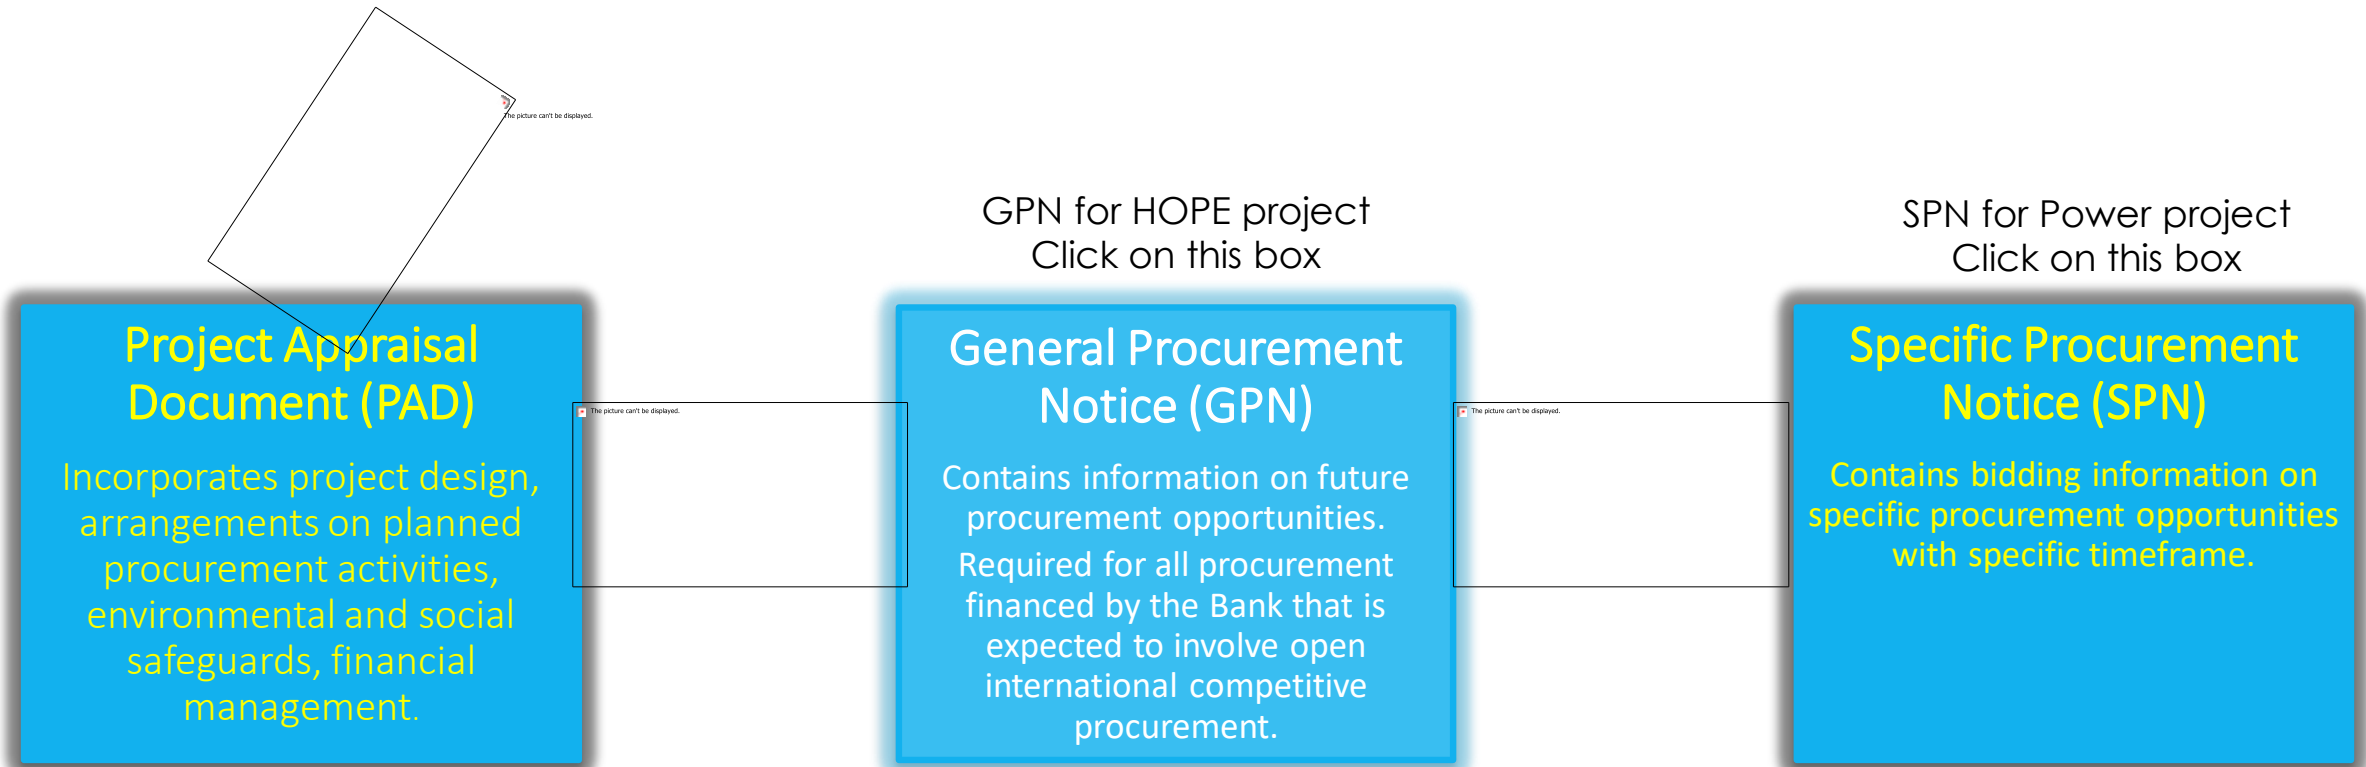 The picture can't be displayed.
GPN for HOPE project
Click on this box
SPN for Power project
Click on this box
Project Appraisal
Document (PAD)
Incorporates project design,
arrangements on planned
procurement activities,
environmental and social
safeguards, financial
management.
The picture can't be displayed.
General Procurement
Notice (GPN)
Contains information on future
procurement opportunities.
Required for all procurement
financed by the Bank that is
expected to involve open
international competitive
procurement.
The picture can't be displayed.
Specific Procurement
Notice (SPN)
Contains bidding information on
specific procurement opportunities
with specific timeframe.